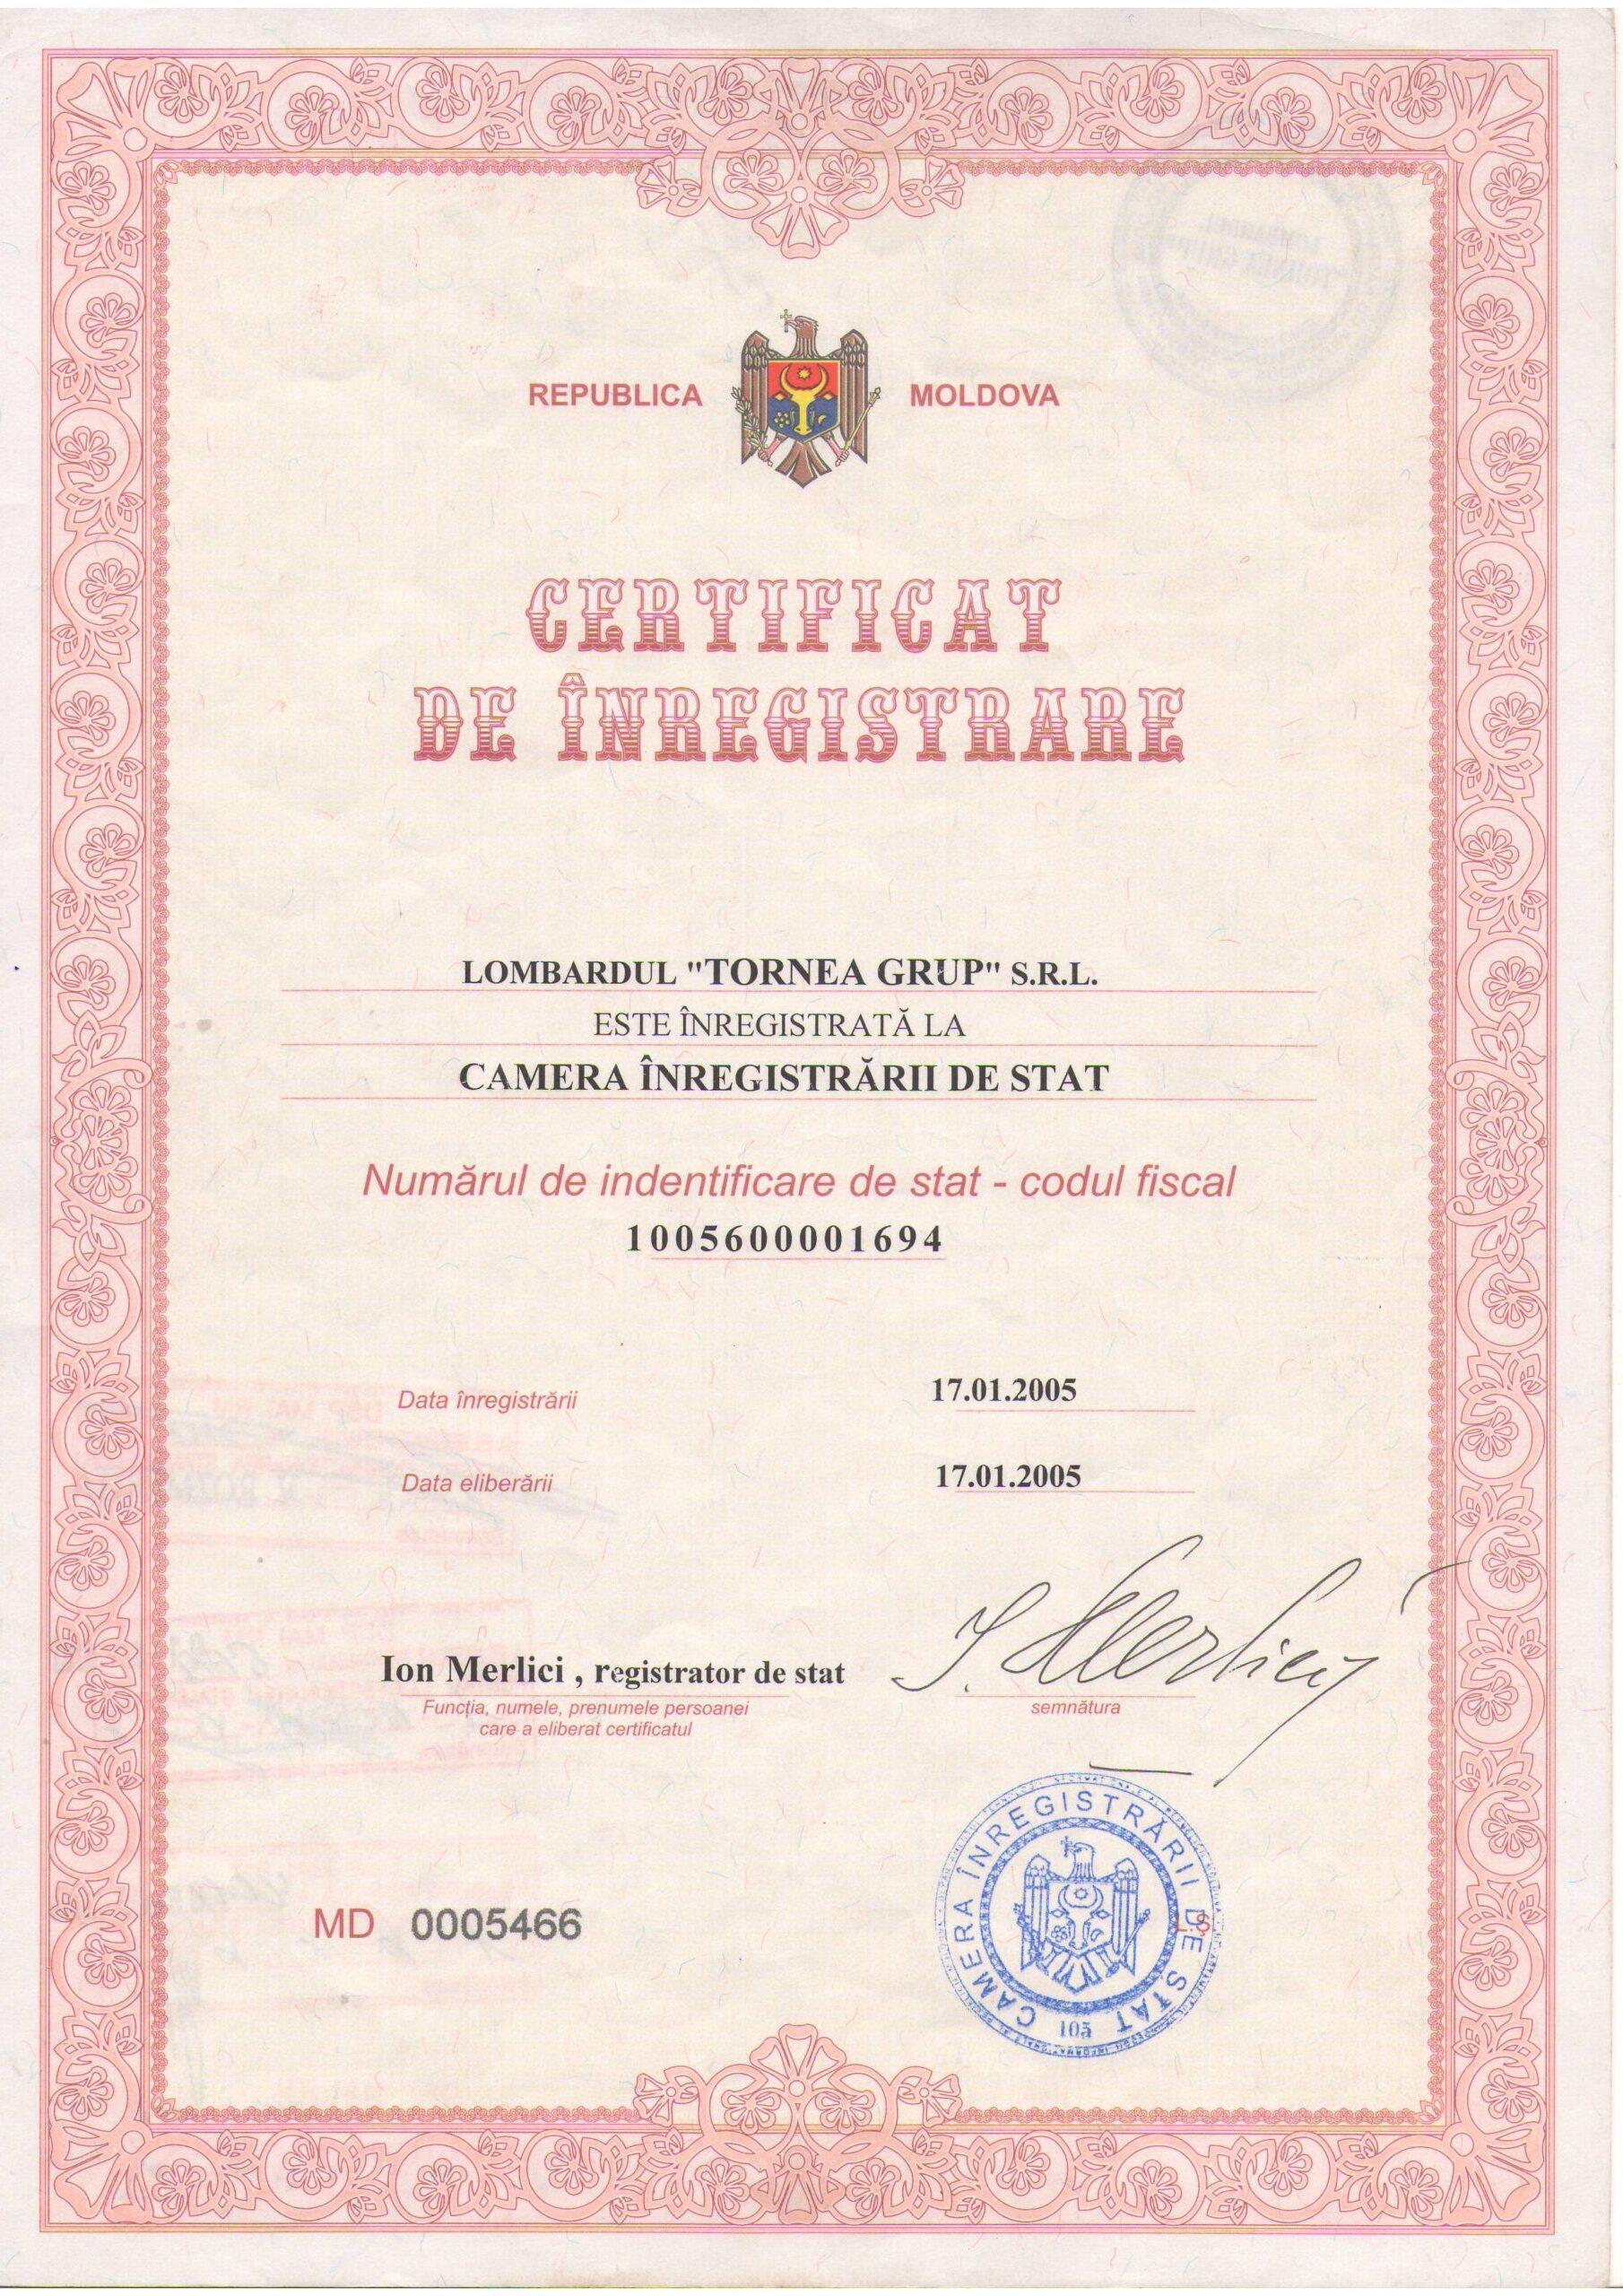 REPUBLICA MOLDOVA
CERTIFICAT
DE ÎNREGISTRARE
LOMBARDUL "TORNEA GRUP" S.R.L.
ESTE ÎNREGISTRATĂ LA
CAMERA ÎNREGISTRĂRII DE STAT
Numărul de indentificare de stat - codul fiscal
1005600001694
Data înregistrării 17.01.2005
Data eliberării 17.01.2005
Ion Merlici , registrator de stat
Funcţia, numele, prenumele persoanei
care a eliberat certificatul
semnătura
I. Merlici
MD 0005466
L.Ş.
CAMERA ÎNREGISTRĂRII DE STAT
103